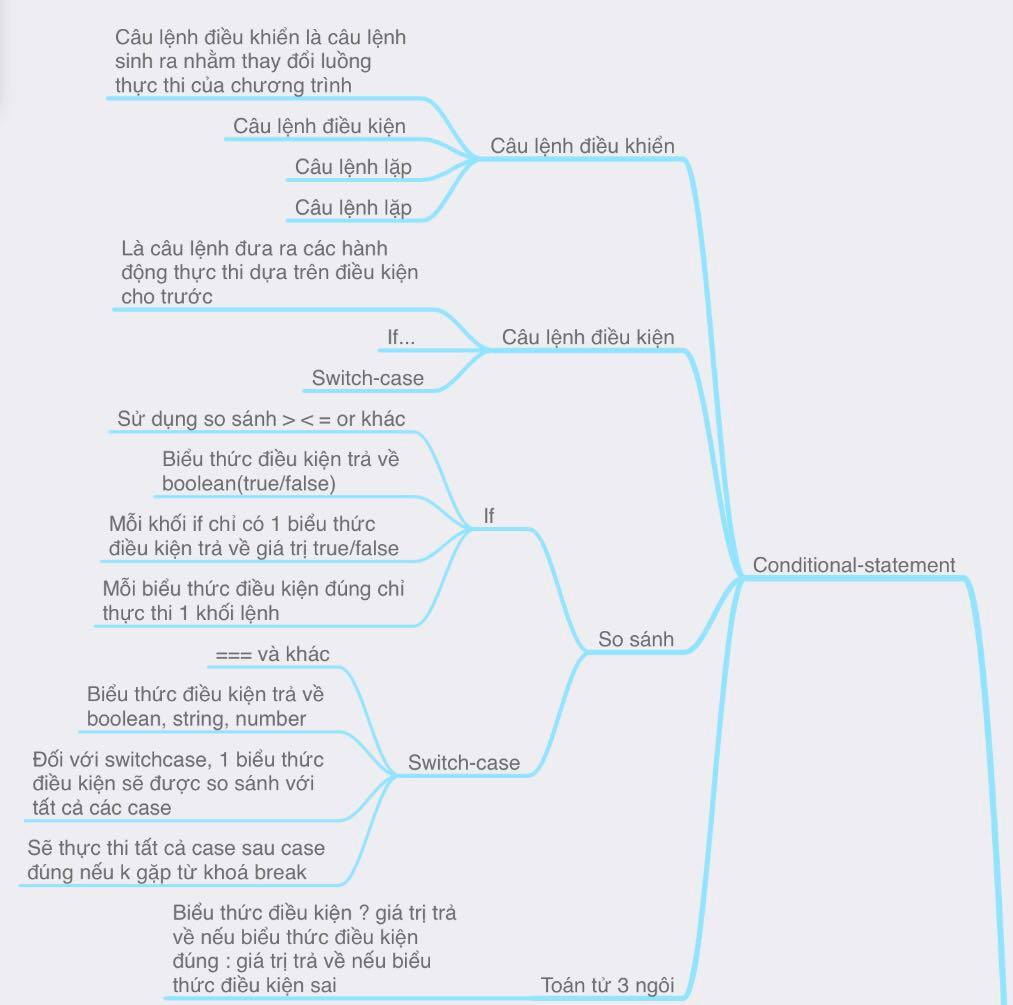 Câu lệnh điều khiển là câu lệnh
sinh ra nhằm thay đổi luồng
thực thi của chương trình
Câu lệnh điều kiện
Câu lệnh lặp
Câu lệnh lặp
Câu lệnh điều khiển
Là câu lệnh đưa ra các hành
động thực thi dựa trên điều kiện
cho trước
If...
Switch-case
Câu lệnh điều kiện
Sử dụng so sánh > < = or khác
Biểu thức điều kiện trả về
boolean(true/false)
Mỗi khối if chỉ có 1 biểu thức
điều kiện trả về giá trị true/false
Mỗi biểu thức điều kiện đúng chỉ
thực thi 1 khối lệnh
If
=== và khác
Biểu thức điều kiện trả về
boolean, string, number
Đối với switchcase, 1 biểu thức
điều kiện sẽ được so sánh với
tất cả các case
Sẽ thực thi tất cả case sau case
đúng nếu k gặp từ khoá break
Switch-case
So sánh
Biểu thức điều kiện ? giá trị trả
về nếu biểu thức điều kiện
đúng : giá trị trả về nếu biểu
thức điều kiện sai
Toán tử 3 ngôi
Conditional-statement